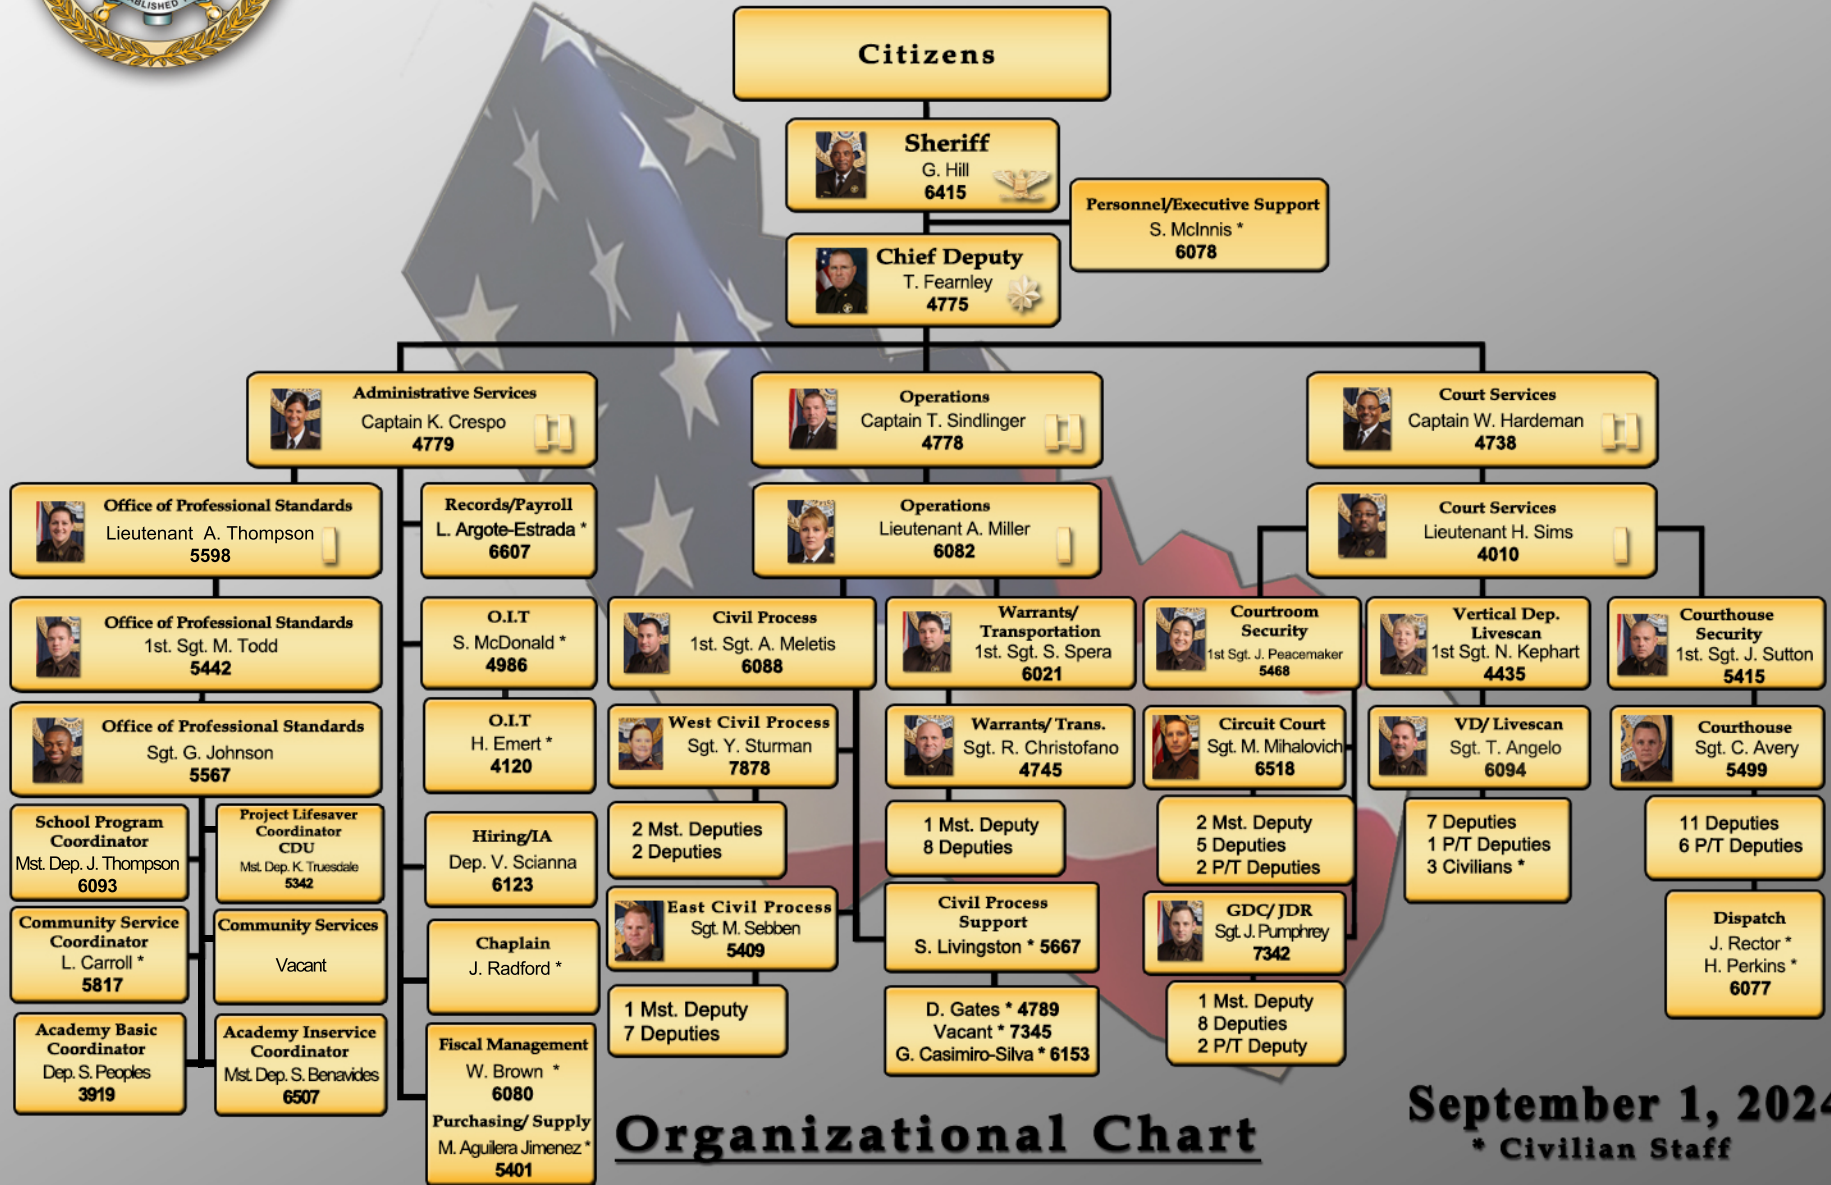 ABLISHED
Citizens
Sheriff
G. Hill
6415
Personnel/Executive Support
S. McInnis *
6078
Chief Deputy
T. Fearnley
4775
Administrative Services
Captain K. Crespo
4779
Operations
Captain T. Sindlinger
4778
Court Services
Captain W. Hardeman
4738
Office of Professional Standards
Lieutenant A. Thompson
5598
Records/Payroll
L. Argote-Estrada *
6607
Operations
Lieutenant A. Miller
6082
Court Services
Lieutenant H. Sims
4010
Office of Professional Standards
1st. Sgt. M. Todd
5442
O.I.T
S. McDonald *
4986
Civil Process
1st. Sgt. A. Meletis
6088
Warrants/
Transportation
1st. Sgt. S. Spera
6021
Courtroom
Security
1st Sgt. J. Peacemaker
5468
Vertical Dep.
Livescan
1st Sgt. N. Kephart
4435
Courthouse
Security
1st. Sgt. J. Sutton
5415
Office of Professional Standards
Sgt. G. Johnson
5567
O.I.T
H. Emert *
4120
West Civil Process
Sgt. Y. Sturman
7878
Warrants/ Trans.
Sgt. R. Christofano
4745
Circuit Court
Sgt. M. Mihalovich
6518
VD/ Livescan
Sgt. T. Angelo
6094
Courthouse
Sgt. C. Avery
5499
School Program
Coordinator
Mst. Dep. J. Thompson
6093
Project Lifesaver
Coordinator
CDU
Mst. Dep. K. Truesdale
5342
Hiring/IA
Dep. V. Scianna
6123
2 Mst. Deputies
2 Deputies
1 Mst. Deputy
8 Deputies
2 Mst. Deputy
5 Deputies
2 P/T Deputies
7 Deputies
1 P/T Deputies
3 Civilians *
11 Deputies
6 P/T Deputies
Community Service
Coordinator
L. Carroll *
5817
Community Services
Vacant
Chaplain
J. Radford *
East Civil Process
Sgt. M. Sebben
5409
Civil Process
Support
S. Livingston * 5667
GDC/ JDR
Sgt. J. Pumphrey
7342
Dispatch
J. Rector *
H. Perkins *
6077
Academy Basic
Coordinator
Dep. S. Peoples
3919
Academy Inservice
Coordinator
Mst. Dep. S. Benavides
6507
Fiscal Management
W. Brown *
6080
Purchasing/ Supply
M. Aguilera Jimenez *
5401
1 Mst. Deputy
7 Deputies
D. Gates * 4789
Vacant * 7345
G. Casimiro-Silva * 6153
1 Mst. Deputy
8 Deputies
2 P/T Deputy
Organizational Chart
September 1, 2024
* Civilian Staff